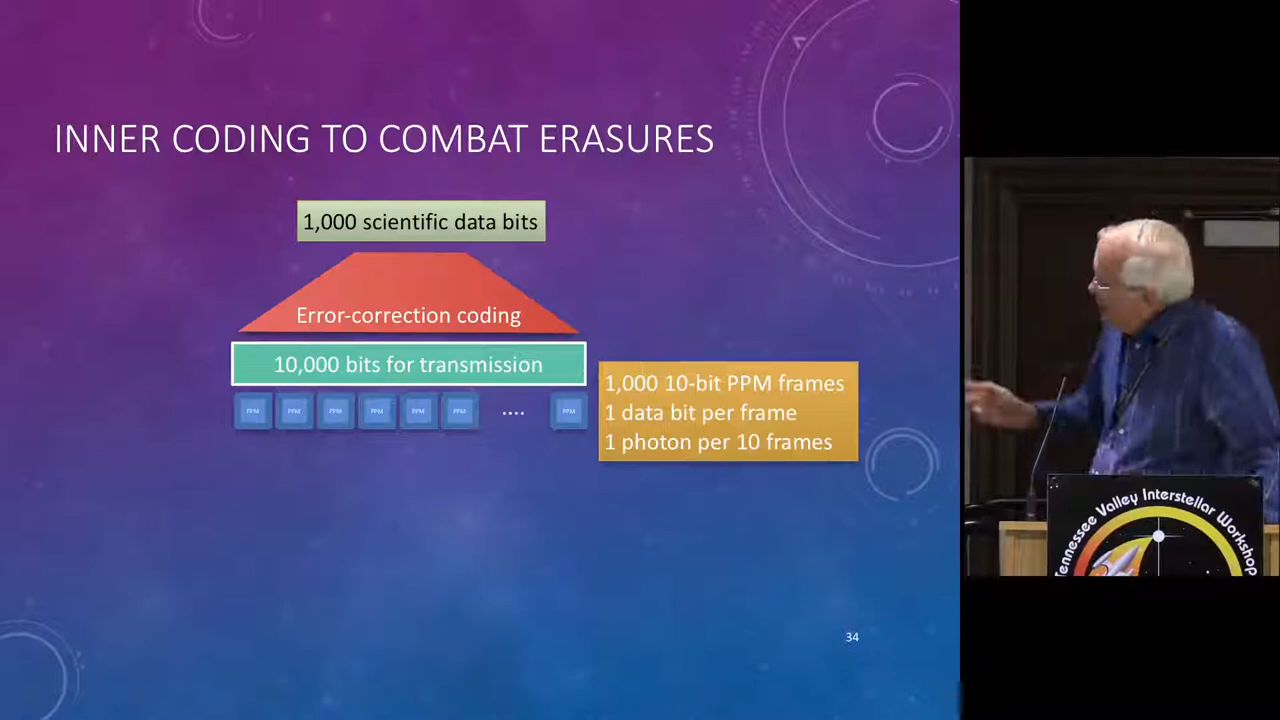 INNER CODING TO COMBAT ERASURES
1,000 scientific data bits
Error-correction coding
10,000 bits for transmission
PPM PPM PPM PPM PPM PPM .... PPM
1,000 10-bit PPM frames
1 data bit per frame
1 photon per 10 frames
34
Tennessee Valley Interstellar Workshop